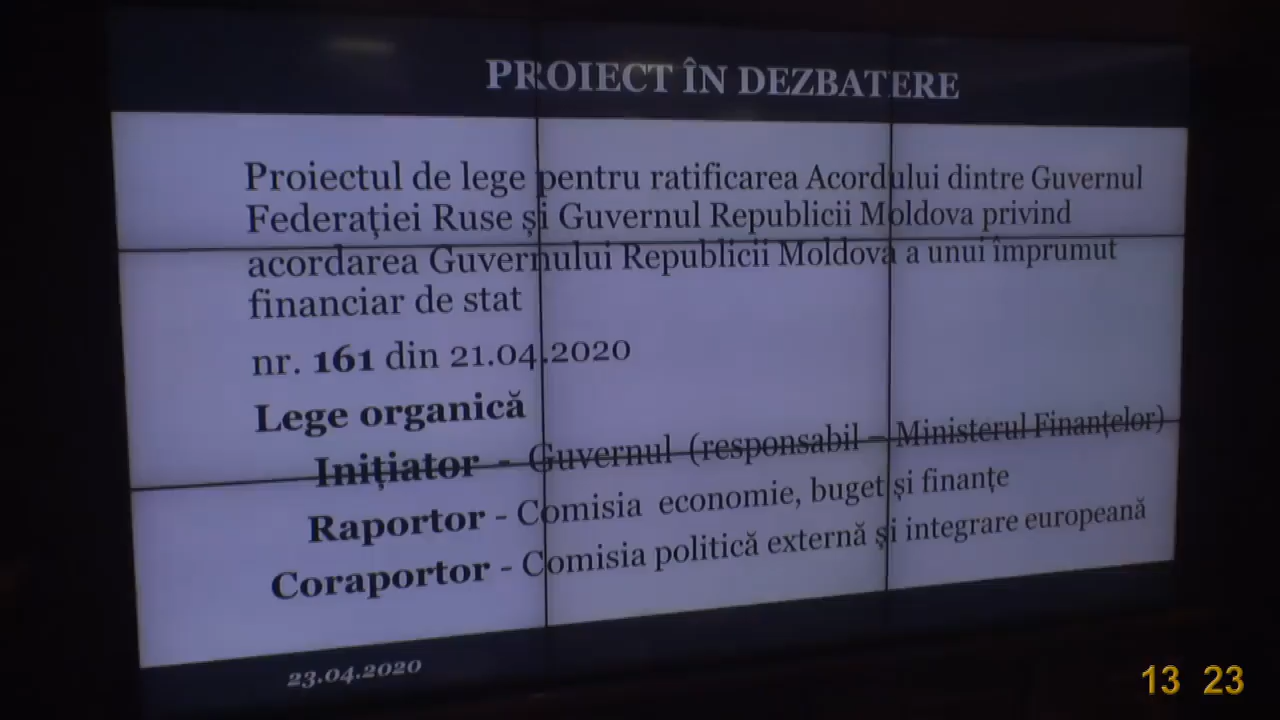 PROIECT ÎN DEZBATERE
Proiectul de lege pentru ratificarea Acordului dintre Guvernul
Federației Ruse și Guvernul Republicii Moldova privind
acordarea Guvernului Republicii Moldova a unui împrumut
financiar de stat
nr. 161 din 21.04.2020
Lege organică
Inițiator - Guvernul (responsabil – Ministerul Finanțelor)
Raportor - Comisia economie, buget și finanțe
Coraportor - Comisia politică externă și integrare europeană
23.04.2020
13 23